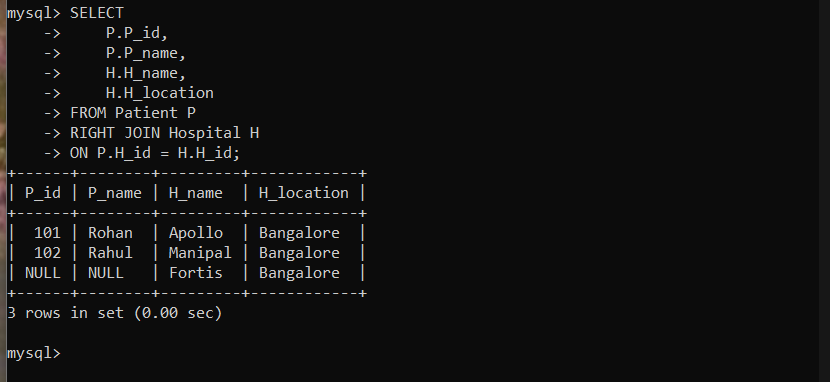 mysql> SELECT
    ->     P.P_id,
    ->     P.P_name,
    ->     H.H_name,
    ->     H.H_location
    -> FROM Patient P
    -> RIGHT JOIN Hospital H
    -> ON P.H_id = H.H_id;
+------+--------+---------+------------+
| P_id | P_name | H_name  | H_location |
+------+--------+---------+------------+
|  101 | Rohan  | Apollo  | Bangalore  |
|  102 | Rahul  | Manipal | Bangalore  |
| NULL | NULL   | Fortis  | Bangalore  |
+------+--------+---------+------------+
3 rows in set (0.00 sec)

mysql>